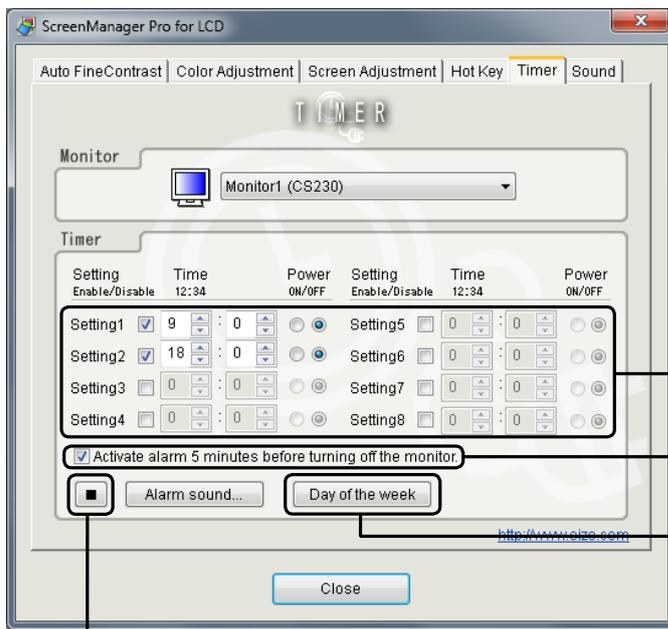 ScreenManager Pro for LCD
Auto FineContrast Color Adjustment Screen Adjustment Hot Key Timer Sound
TIMER
Monitor
Monitor1 (CS230)
Timer
Setting Time Power Setting Time Power
Enable/Disable 12:34 ON/OFF Enable/Disable 12:34 ON/OFF
Setting1 9 : 0 Setting5 0 : 0
Setting2 18 : 0 Setting6 0 : 0
Setting3 0 : 0 Setting7 0 : 0
Setting4 0 : 0 Setting8 0 : 0
Activate alarm 5 minutes before turning off the monitor.
Alarm sound... Day of the week
http://www.eizo.com
Close